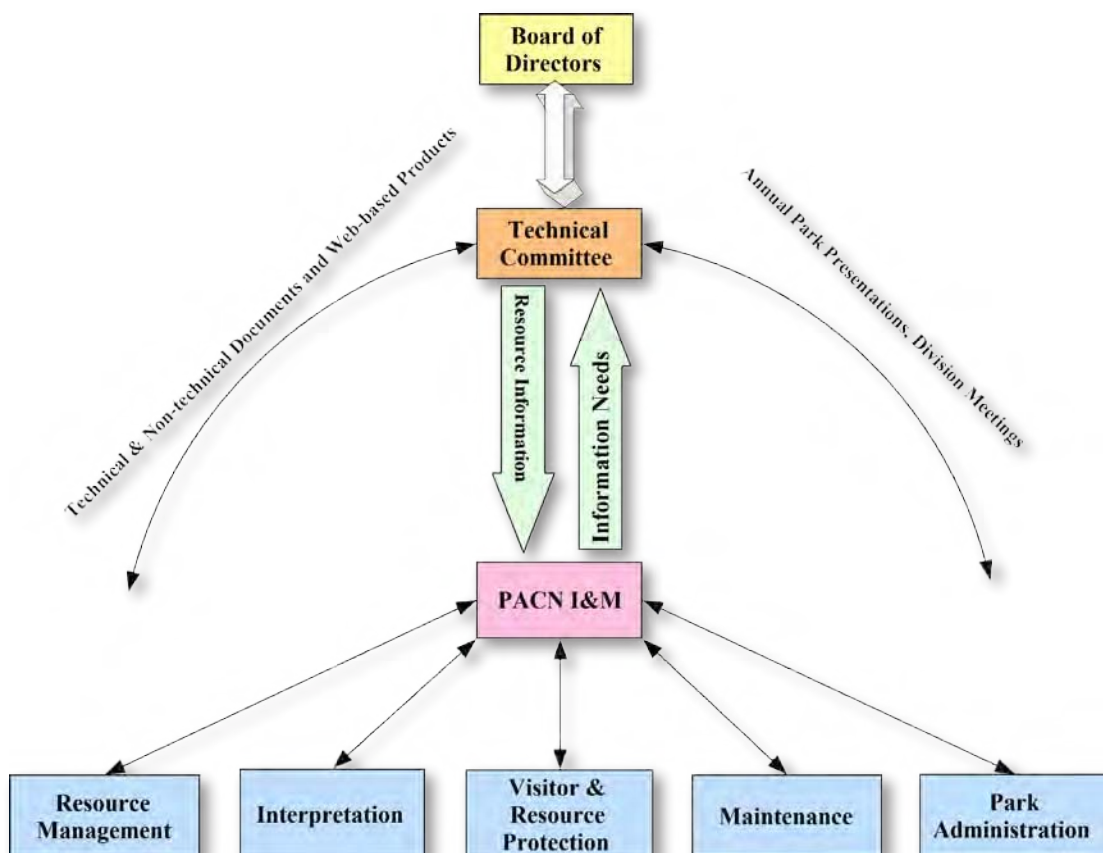 Board of
Directors
Technical & Non-technical Documents and Web-based Products
Annual Park Presentations, Division Meetings
Technical
Committee
Resource Information
Information Needs
PACN I&M
Resource
Management
Interpretation
Visitor &
Resource
Protection
Maintenance
Park
Administration